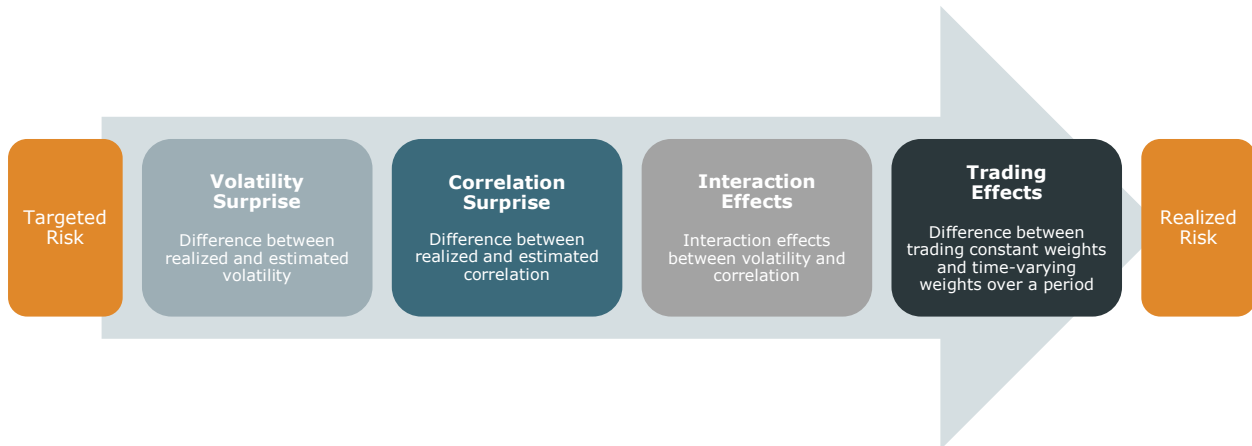 Targeted
Risk
Volatility
Surprise
Difference between
realized and estimated
volatility
Correlation
Surprise
Difference between
realized and estimated
correlation
Interaction
Effects
Interaction effects
between volatility and
correlation
Trading
Effects
Difference between
trading constant weights
and time-varying
weights over a period
Realized
Risk